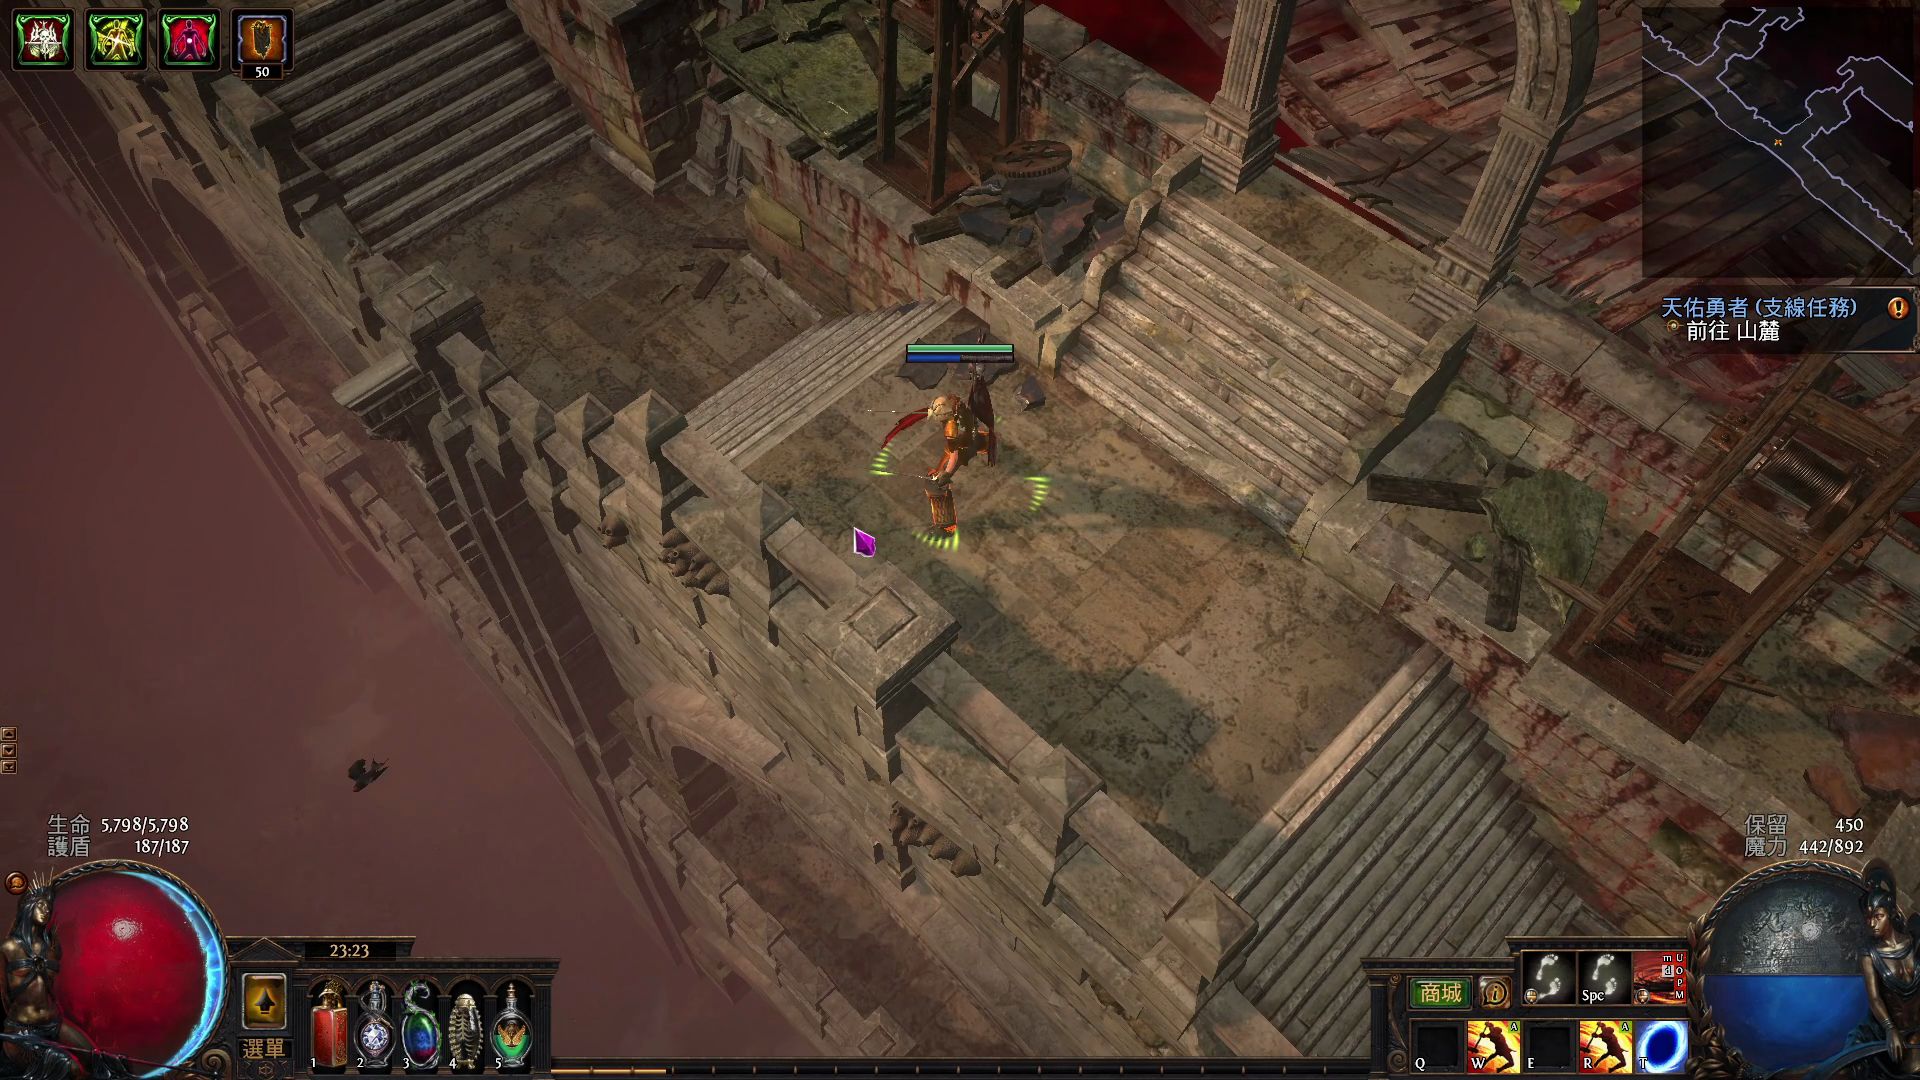 50
天佑勇者 (支線任務)
前往 山麓
生命 5,798/5,798
護盾 187/187
保留 450
魔力 442/892
23:23
選單
1 2 3 4 5
商城
Spc
m U
d O
P
M
Q W A E R A T